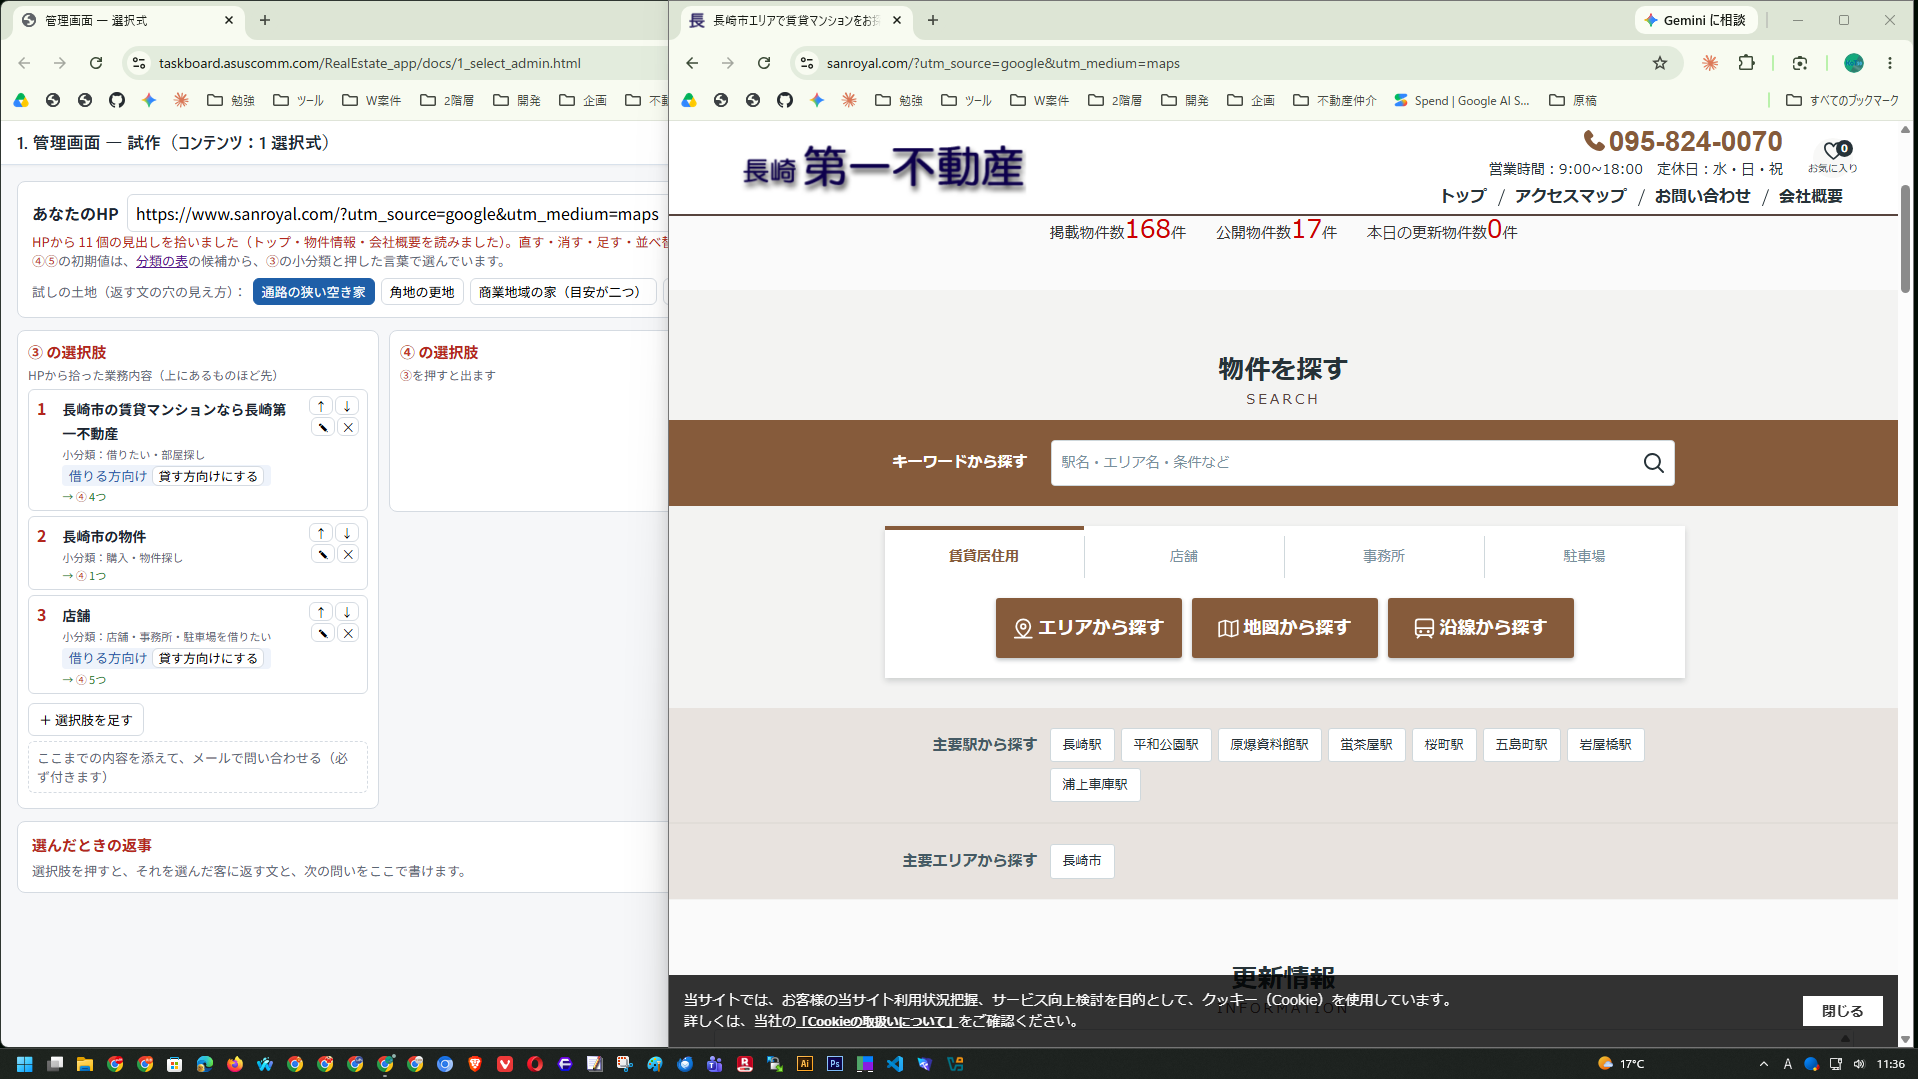 管理画面 — 選択式
taskboard.asuscomm.com/RealEstate_app/docs/1_select_admin.html
勉強
ツール
W案件
2階層
開発
企画
1. 管理画面 — 試作（コンテンツ：1 選択式）
あなたのHP
https://www.sanroyal.com/?utm_source=google&utm_medium=maps
HPから 11 個の見出しを拾いました（トップ・物件情報・会社概要を読みました）。直す・消す・足す・並べ替
④⑤の初期値は、分類の表の候補から、③の小分類と押した言葉で選んでいます。
試しの土地（返す文の穴の見え方）：
通路の狭い空き家
角地の更地
商業地域の家（目安が二つ）
③ の選択肢
HPから拾った業務内容（上にあるものほど先）
1 長崎市の賃貸マンションなら長崎第
一不動産
↑ ↓
小分類：借りたい・部屋探し
借りる方向け 貸す方向けにする
→ ④ 4つ
2 長崎市の物件
↑ ↓
小分類：購入・物件探し
→ ④ 1つ
3 店舗
↑ ↓
小分類：店舗・事務所・駐車場を借りたい
借りる方向け 貸す方向けにする
→ ④ 5つ
＋ 選択肢を足す
ここまでの内容を添えて、メールで問い合わせる（必
ず付きます）
④ の選択肢
③を押すと出ます
選んだときの返事
選択肢を押すと、それを選んだ客に返す文と、次の問いをここで書けます。
長崎市エリアで賃貸マンションをお探
Gemini に相談
sanroyal.com/?utm_source=google&utm_medium=maps
勉強
ツール
W案件
2階層
開発
企画
不動産仲介
Spend | Google AI S...
原稿
すべてのブックマーク
長崎 第一不動産
095-824-0070
営業時間：9:00~18:00 定休日：水・日・祝
0
お気に入り
トップ / アクセスマップ / お問い合わせ / 会社概要
掲載物件数168件 公開物件数17件 本日の更新物件数0件
物件を探す
SEARCH
キーワードから探す
駅名・エリア名・条件など
賃貸居住用
店舗
事務所
駐車場
エリアから探す
地図から探す
沿線から探す
主要駅から探す
長崎駅
平和公園駅
原爆資料館駅
蛍茶屋駅
桜町駅
五島町駅
岩屋橋駅
浦上車庫駅
主要エリアから探す
長崎市
更新情報
INFORMATION
当サイトでは、お客様の当サイト利用状況把握、サービス向上検討を目的として、クッキー（Cookie）を使用しています。
詳しくは、当社の「Cookieの取扱いについて」をご確認ください。
閉じる
17°C
A
11:36